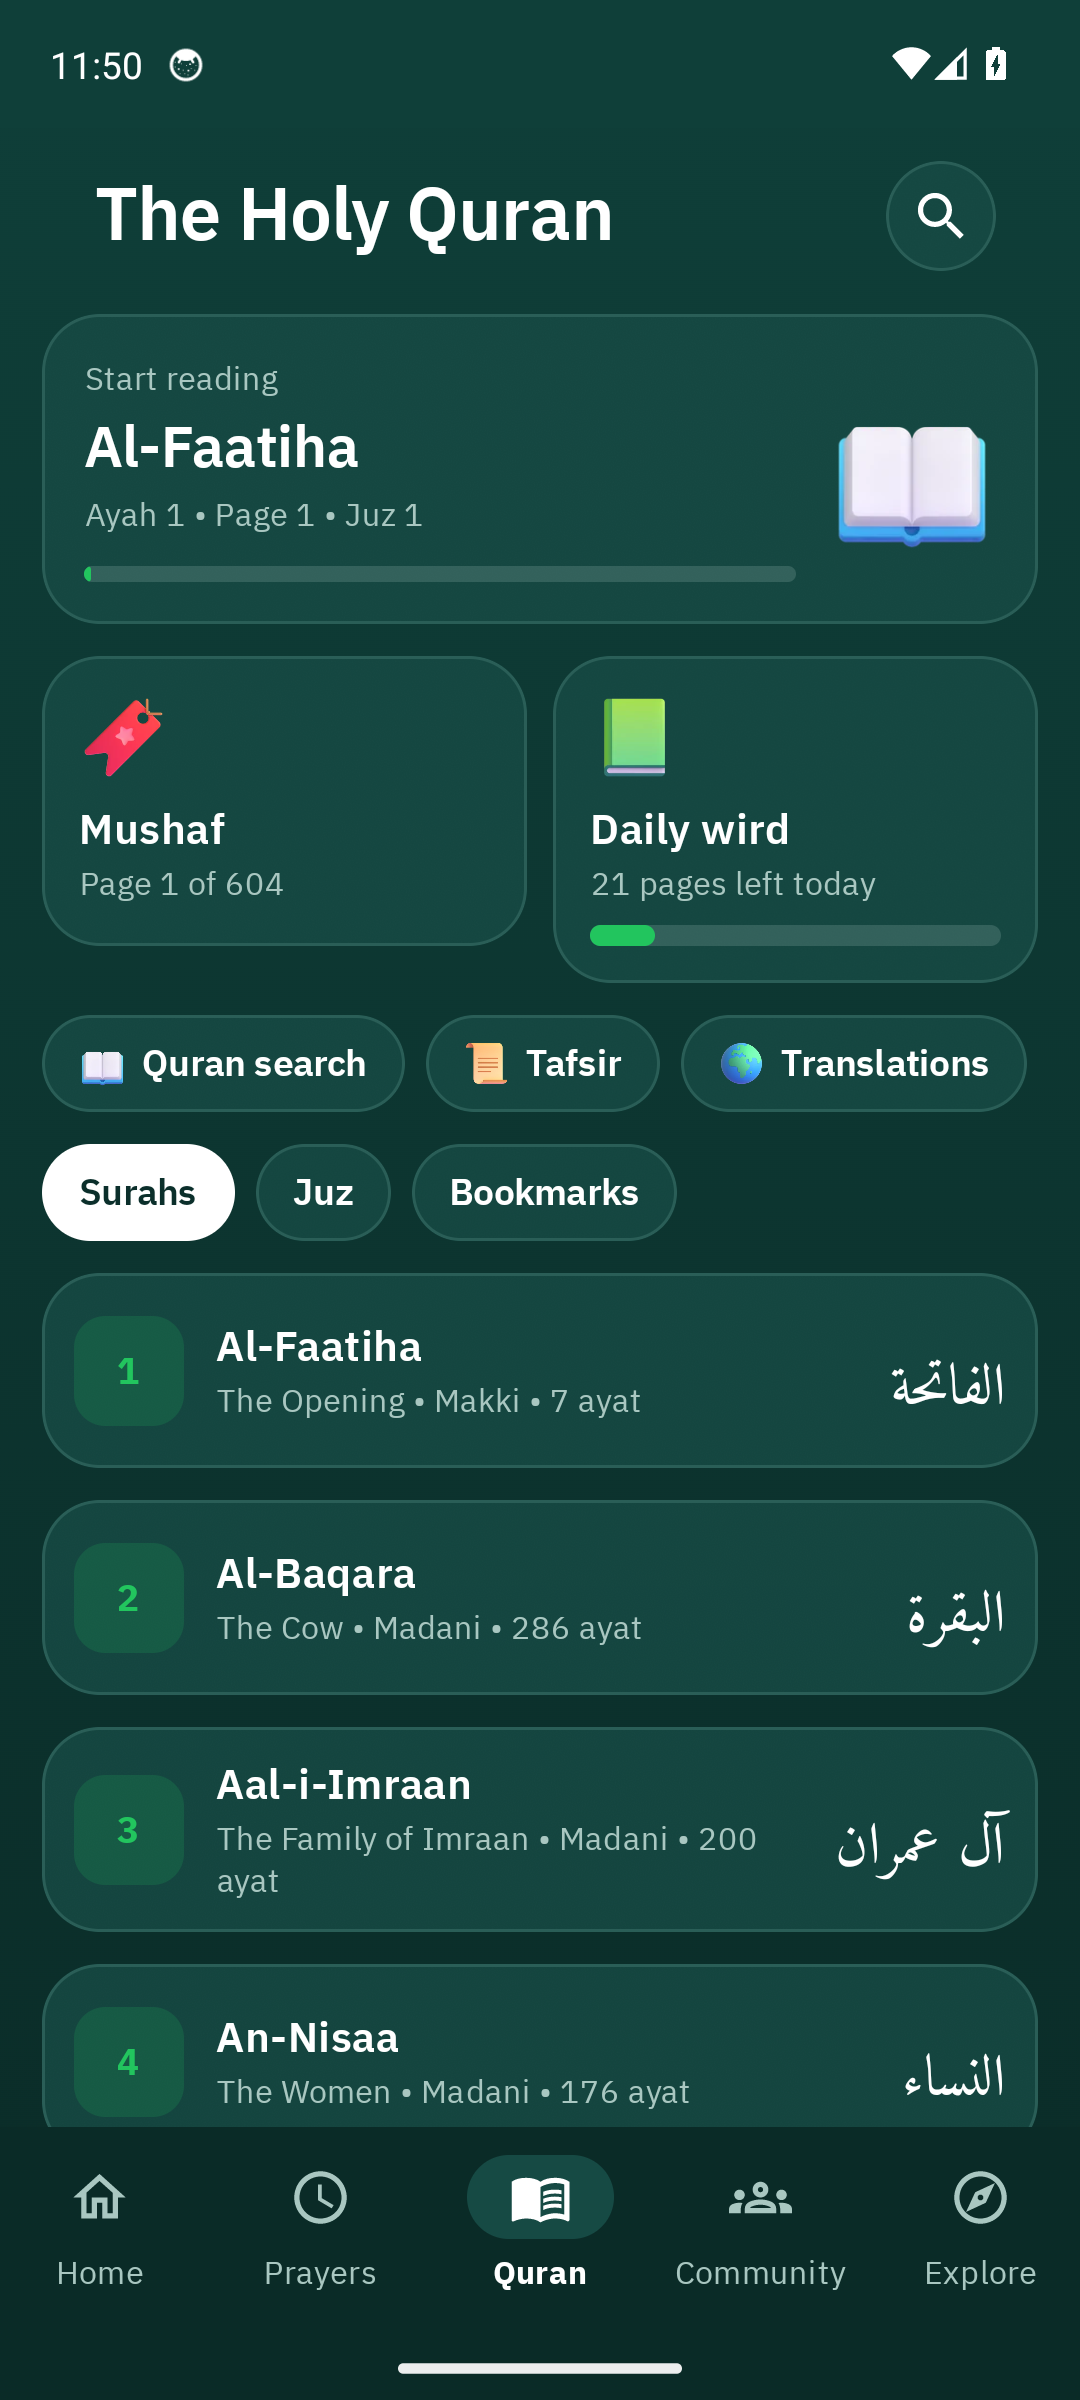 11:50
The Holy Quran
Start reading
Al-Faatiha
Ayah 1 • Page 1 • Juz 1
Mushaf
Page 1 of 604
Daily wird
21 pages left today
Quran search
Tafsir
Translations
Surahs
Juz
Bookmarks
1
Al-Faatiha
The Opening • Makki • 7 ayat
الفاتحة
2
Al-Baqara
The Cow • Madani • 286 ayat
البقرة
3
Aal-i-Imraan
The Family of Imraan • Madani • 200
ayat
آل عمران
4
An-Nisaa
The Women • Madani • 176 ayat
النساء
Home
Prayers
Quran
Community
Explore